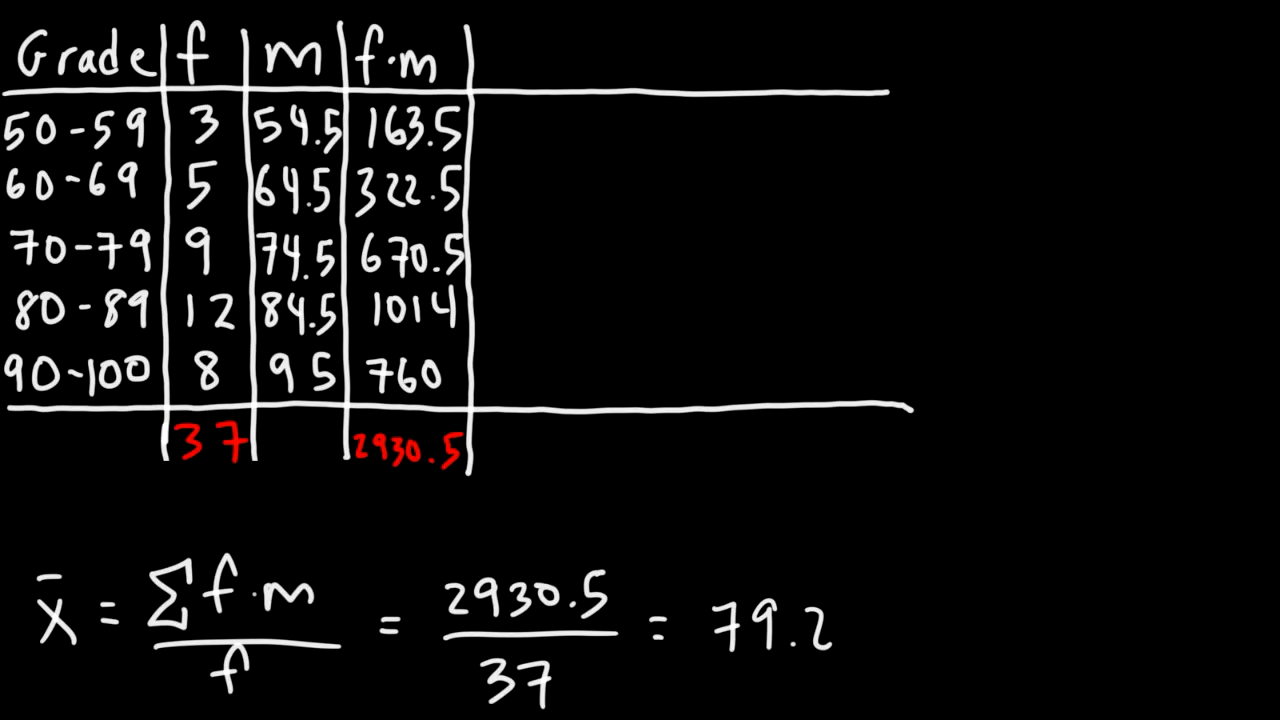 Grade f m f·m
50-59 3 54.5 163.5
60-69 5 64.5 322.5
70-79 9 74.5 670.5
80-89 12 84.5 1014
90-100 8 95 760
37 2930.5
x̄ = ∑f·m / f = 2930.5 / 37 = 79.2